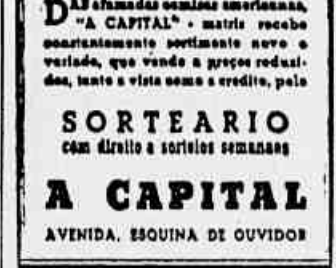 DAS afamadas camisas americanas,
"A CAPITAL" - matriz recebe
constantemente sortimento novo e
variado, que vende a preços reduzi-
dos, tanto a vista como a credito, pelo
SORTEARIO
com direito a sorteios semanaes
A CAPITAL
AVENIDA, ESQUINA DE OUVIDOR